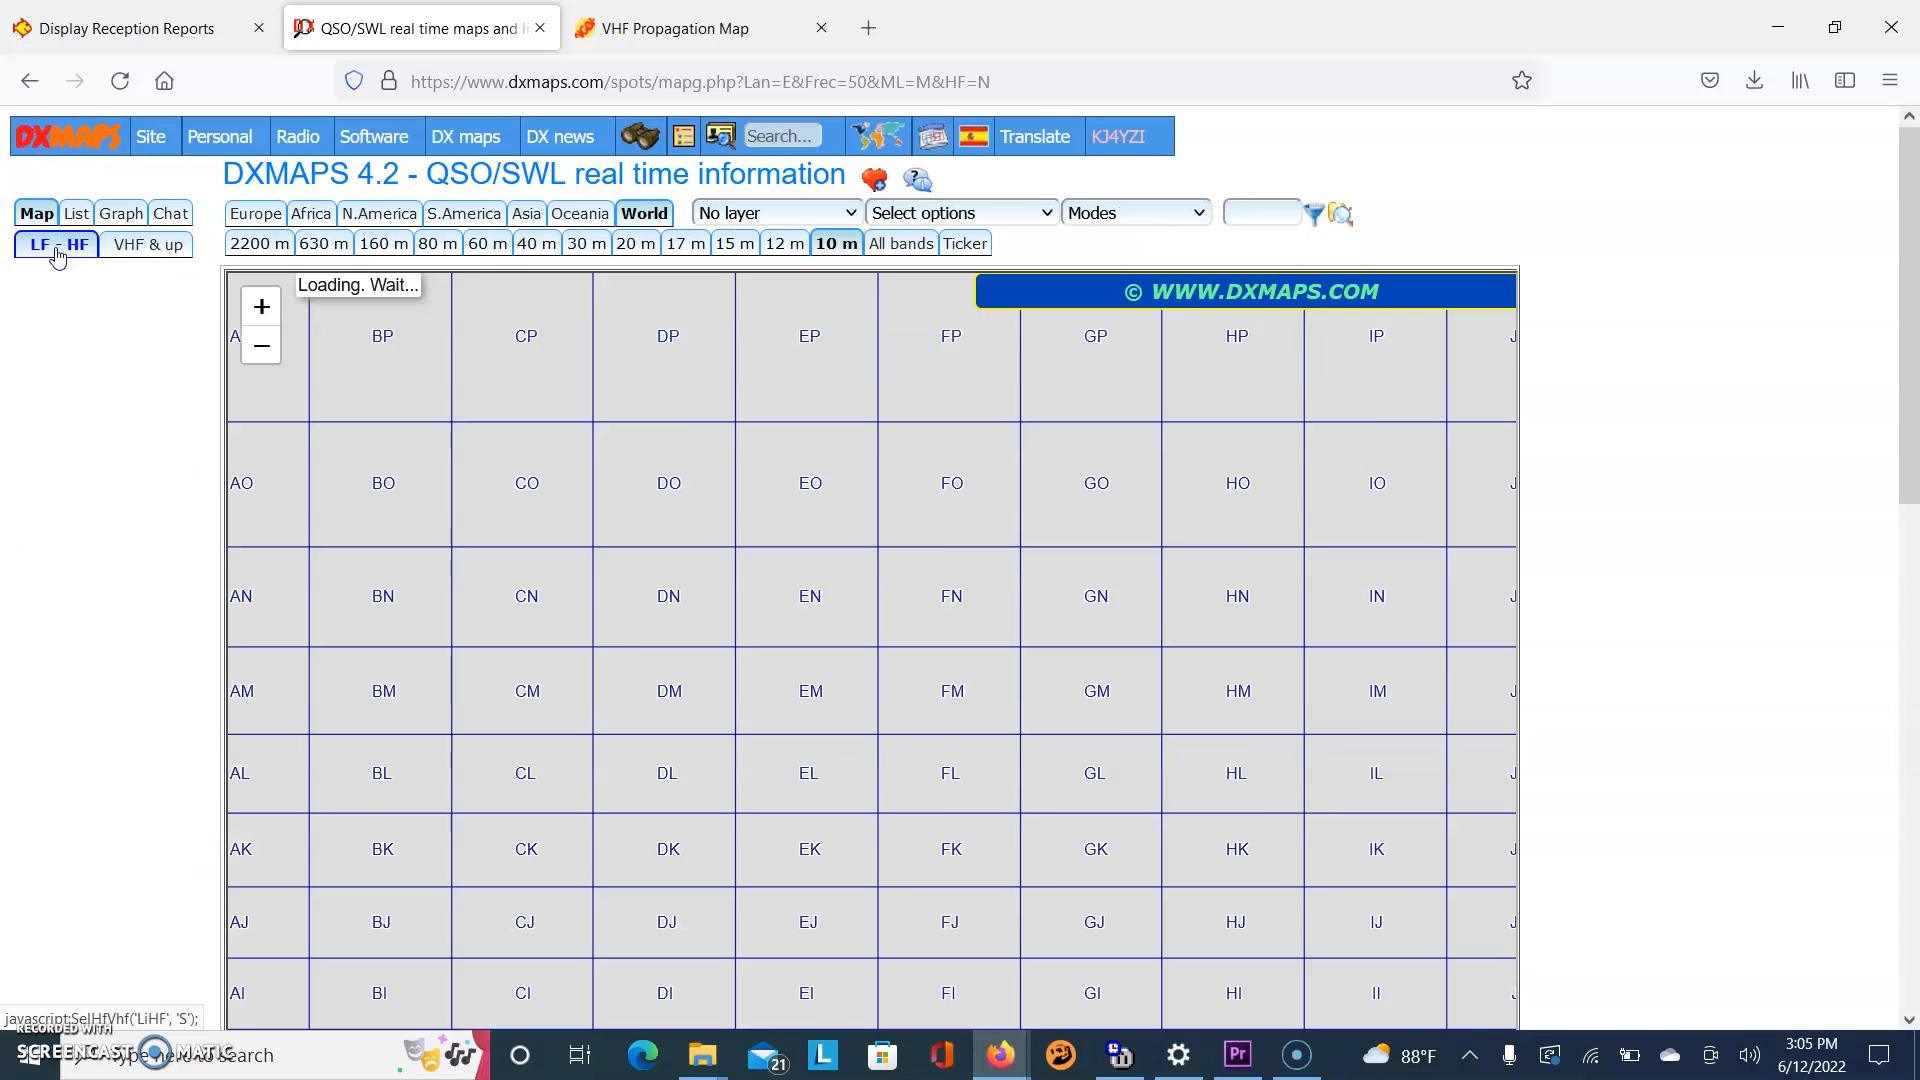 Display Reception Reports
QSO/SWL real time maps and li
VHF Propagation Map
https://www.dxmaps.com/spots/mapg.php?Lan=E&Frec=50&ML=M&HF=N
DXMAPS Site Personal Radio Software DX maps DX news Search... Translate KJ4YZI
DXMAPS 4.2 - QSO/SWL real time information
Map List Graph Chat
Europe Africa N.America S.America Asia Oceania World No layer Select options Modes
LF - HF VHF & up
2200 m 630 m 160 m 80 m 60 m 40 m 30 m 20 m 17 m 15 m 12 m 10 m All bands Ticker
Loading. Wait...
© WWW.DXMAPS.COM
+
−
A BP CP DP EP FP GP HP IP J
AO BO CO DO EO FO GO HO IO J
AN BN CN DN EN FN GN HN IN J
AM BM CM DM EM FM GM HM IM J
AL BL CL DL EL FL GL HL IL J
AK BK CK DK EK FK GK HK IK J
AJ BJ CJ DJ EJ FJ GJ HJ IJ J
AI BI CI DI EI FI GI HI II
javascript:SelHfVhf('LiHF', 'S');
RECORDED WITH
SCREENCAST MATIC
Type here to search
21
L
Pr
88°F
3:05 PM
6/12/2022